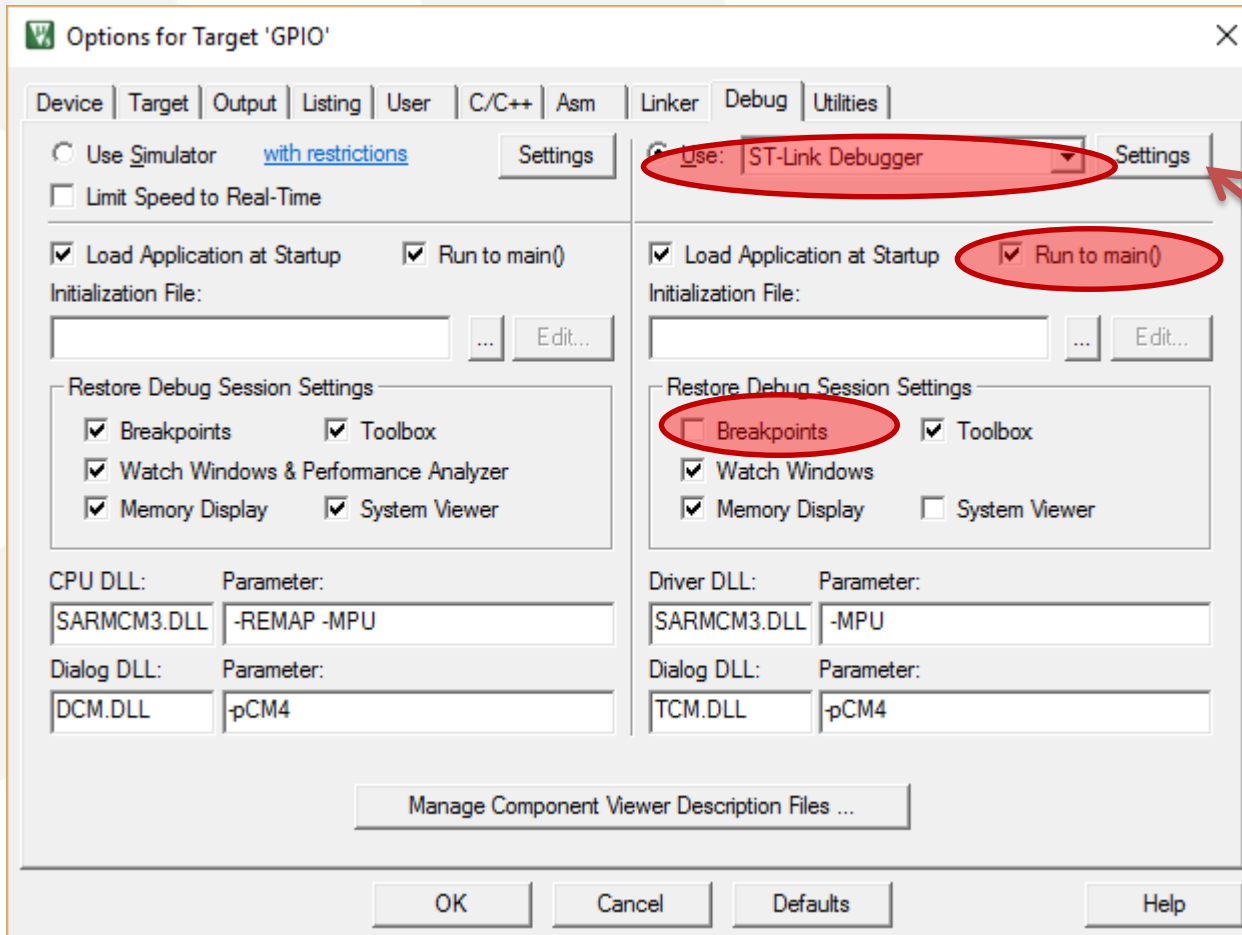 Options for Target 'GPIO'
Device Target Output Listing User C/C++ Asm Linker Debug Utilities
Use Simulator with restrictions Settings
Limit Speed to Real-Time
Load Application at Startup Run to main()
Initialization File:
... Edit...
Restore Debug Session Settings
Breakpoints Toolbox
Watch Windows & Performance Analyzer
Memory Display System Viewer
CPU DLL: Parameter:
SARMCM3.DLL -REMAP -MPU
Dialog DLL: Parameter:
DCM.DLL -pCM4
Use: ST-Link Debugger Settings
Load Application at Startup Run to main()
Initialization File:
... Edit...
Restore Debug Session Settings
Breakpoints Toolbox
Watch Windows
Memory Display System Viewer
Driver DLL: Parameter:
SARMCM3.DLL -MPU
Dialog DLL: Parameter:
TCM.DLL -pCM4
Manage Component Viewer Description Files ...
OK Cancel Defaults Help